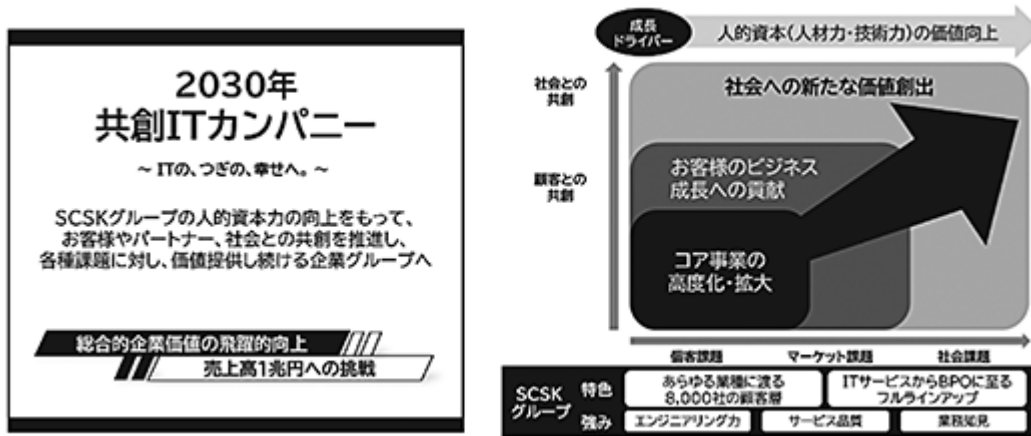 2030年
共創ITカンパニー
~ ITの、つぎの、幸せへ。 ~
SCSKグループの人的資本力の向上をもって、
お客様やパートナー、社会との共創を推進し、
各種課題に対し、価値提供し続ける企業グループへ
総合的企業価値の飛躍的向上
売上高1兆円への挑戦
成長
ドライバー
人的資本(人材力・技術力)の価値向上
社会との
共創
顧客との
共創
社会への新たな価値創出
お客様のビジネス
成長への貢献
コア事業の
高度化・拡大
個客課題
マーケット課題
社会課題
SCSK
グループ
特色
あらゆる業種に渡る
8,000社の顧客層
ITサービスからBPOに至る
フルラインアップ
強み
エンジニアリング力
サービス品質
業務知見